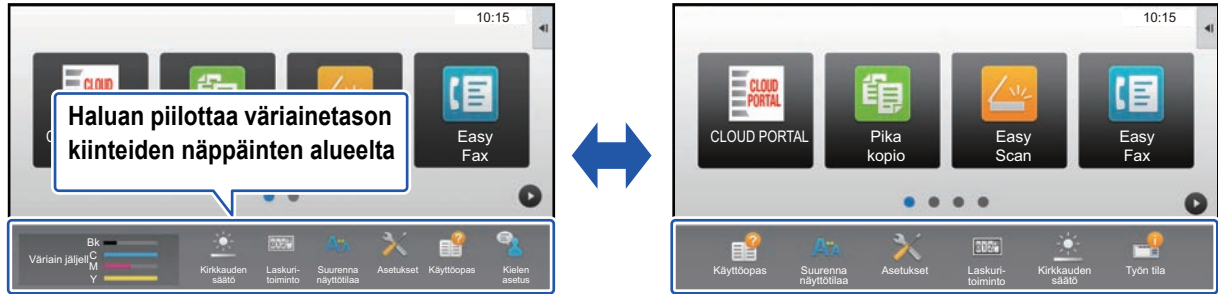 10:15
CLOUD
Haluan piilottaa väriainetason
kiinteiden näppäinten alueelta
Easy
Fax
Väriain jäljell
Bk
C
M
Y
Kirkkauden
säätö
Laskuri-
toiminto
Suurenna
näyttötilaa
Asetukset
Käyttöopas
Kielen
asetus
10:15
CLOUD
PORTAL
CLOUD PORTAL
Pika
kopio
Easy
Scan
Easy
Fax
Käyttöopas
Suurenna
näyttötilaa
Asetukset
Laskuri-
toiminto
Kirkkauden
säätö
Työn tila